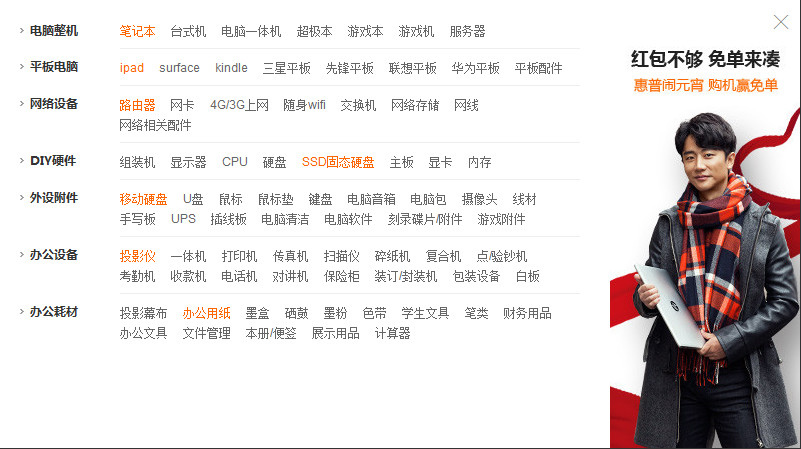 电脑整机 笔记本 台式机 电脑一体机 超极本 游戏本 游戏机 服务器
平板电脑 ipad surface kindle 三星平板 先锋平板 联想平板 华为平板 平板配件
网络设备 路由器 网卡 4G/3G上网 随身wifi 交换机 网络存储 网线
网络相关配件
DIY硬件 组装机 显示器 CPU 硬盘 SSD固态硬盘 主板 显卡 内存
外设附件 移动硬盘 U盘 鼠标 鼠标垫 键盘 电脑音箱 电脑包 摄像头 线材
手写板 UPS 插线板 电脑清洁 电脑软件 刻录碟片/附件 游戏附件
办公设备 投影仪 一体机 打印机 传真机 扫描仪 碎纸机 复合机 点/验钞机
考勤机 收款机 电话机 对讲机 保险柜 装订/封装机 包装设备 白板
办公耗材 投影幕布 办公用纸 墨盒 硒鼓 墨粉 色带 学生文具 笔类 财务用品
办公文具 文件管理 本册/便签 展示用品 计算器
红包不够 免单来凑
惠普闹元宵 购机赢免单
hp